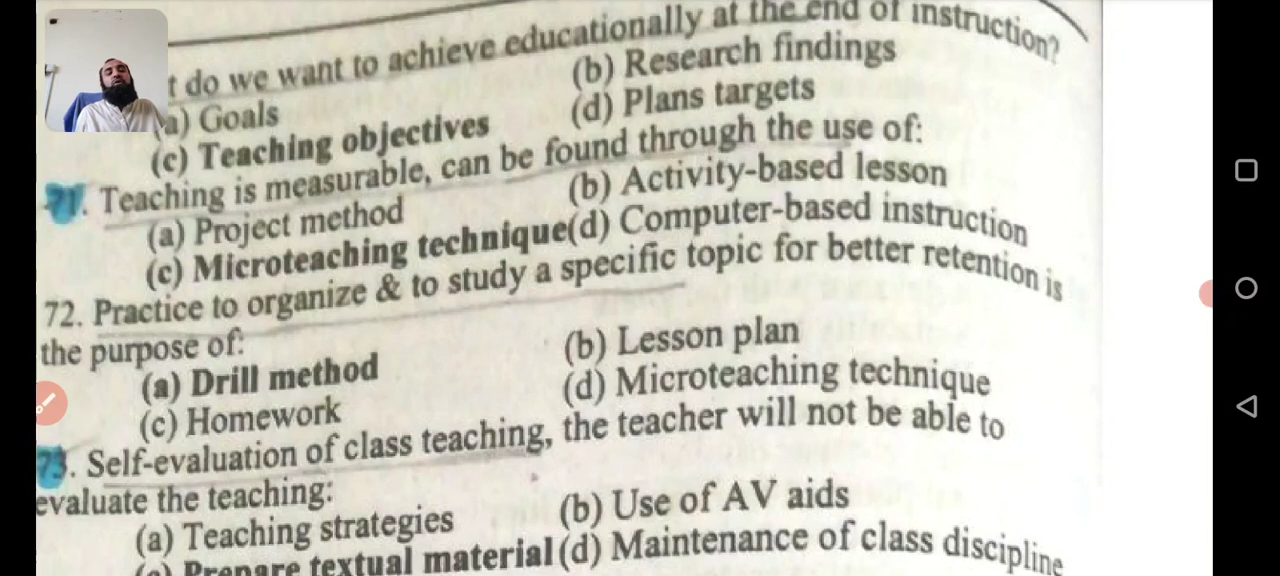 t do we want to achieve educationally at the end of instruction?
a) Goals (b) Research findings
(c) Teaching objectives (d) Plans targets
71. Teaching is measurable, can be found through the use of:
(a) Project method (b) Activity-based lesson
(c) Microteaching technique(d) Computer-based instruction
72. Practice to organize & to study a specific topic for better retention is
the purpose of:
(a) Drill method (b) Lesson plan
(c) Homework (d) Microteaching technique
73. Self-evaluation of class teaching, the teacher will not be able to
evaluate the teaching:
(a) Teaching strategies (b) Use of AV aids
(c) Prepare textual material (d) Maintenance of class discipline